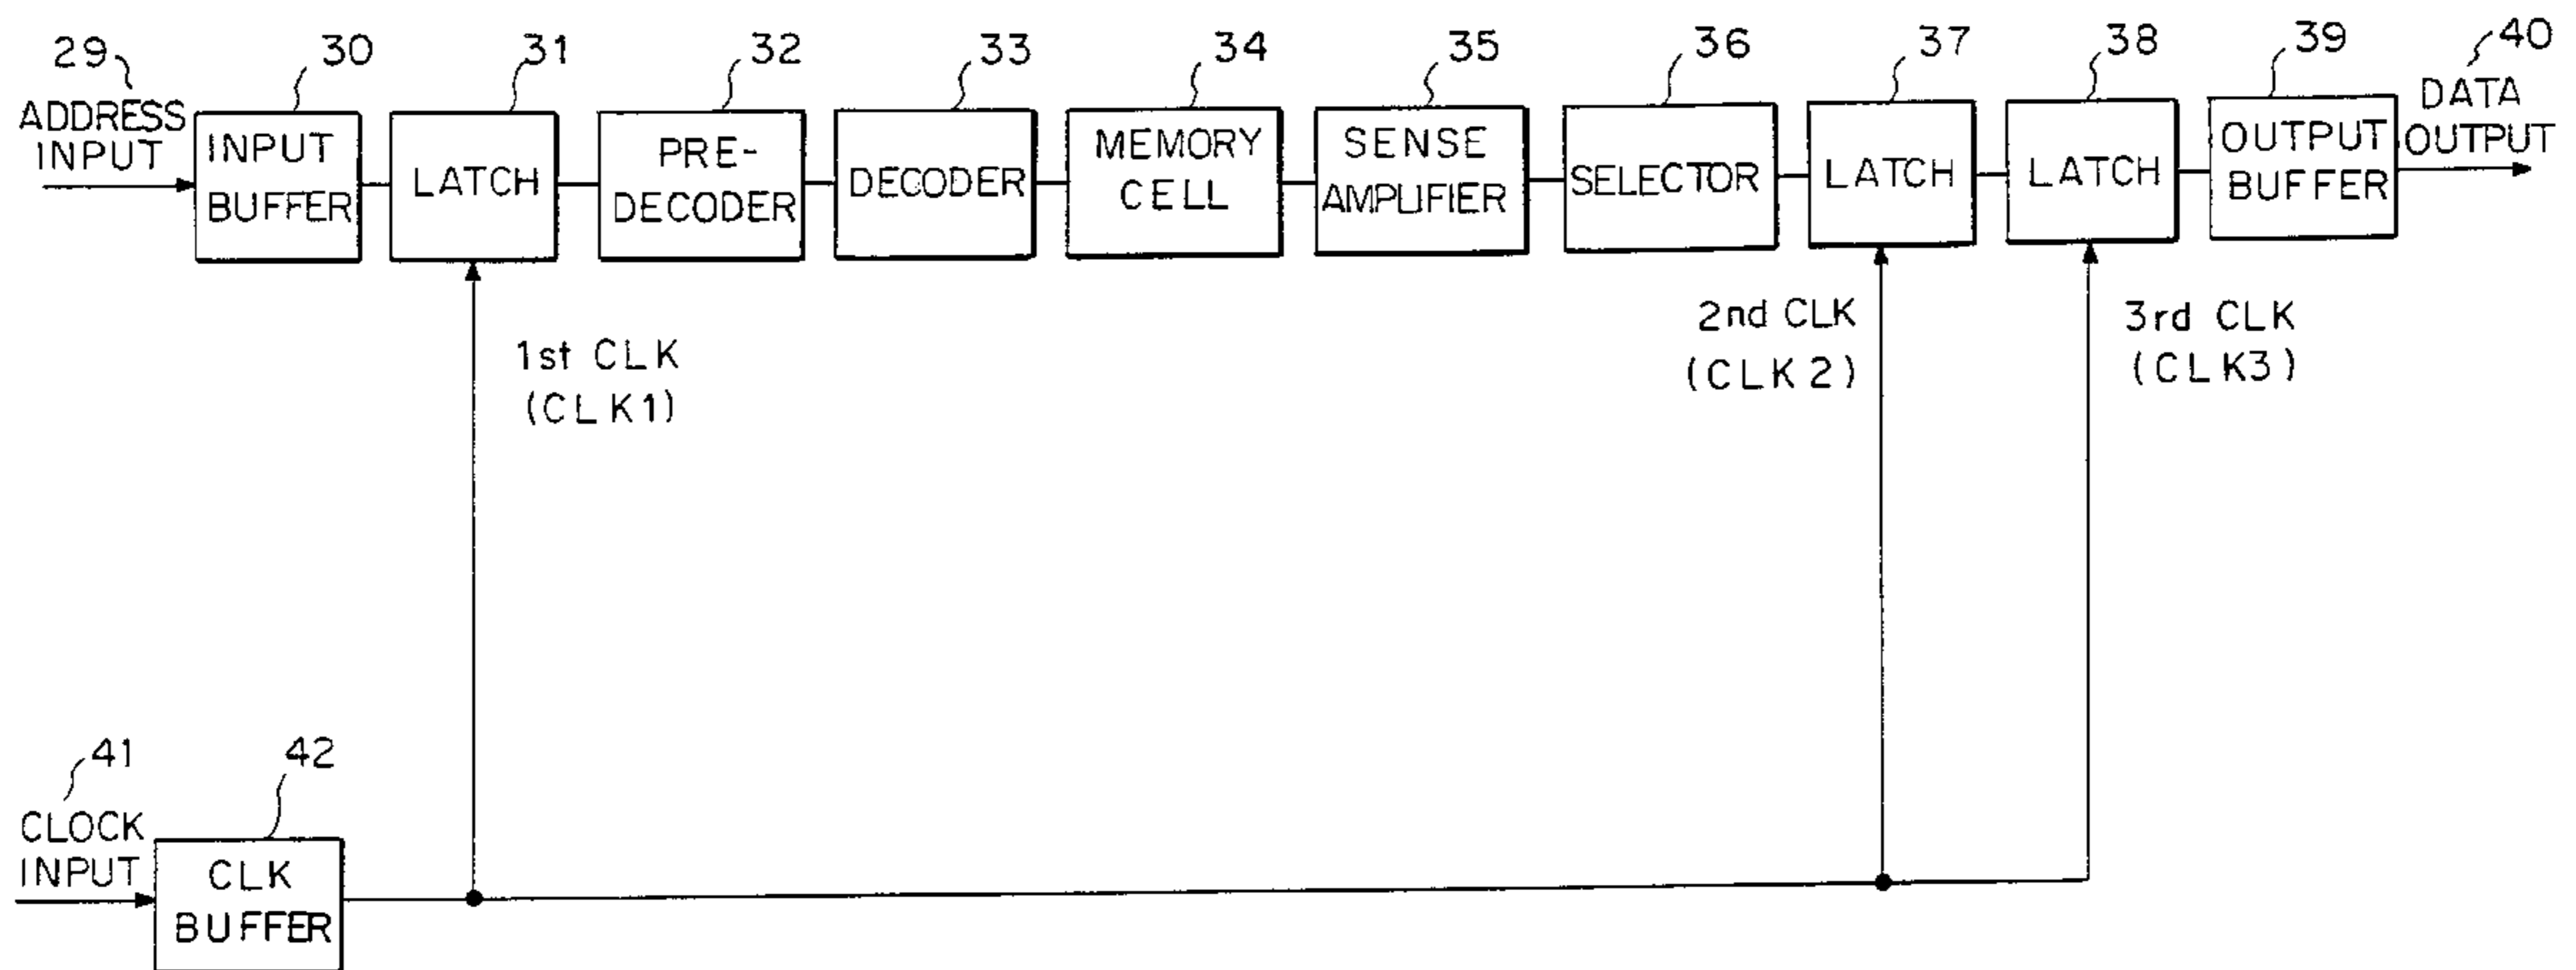 29
ADDRESS
INPUT
30
INPUT
BUFFER
31
LATCH
32
PRE-
DECODER
33
DECODER
34
MEMORY
CELL
35
SENSE
AMPLIFIER
36
SELECTOR
37
LATCH
38
LATCH
39
OUTPUT
BUFFER
40
DATA
OUTPUT
1st CLK
(CLK1)
2nd CLK
(CLK2)
3rd CLK
(CLK3)
41
CLOCK
INPUT
42
CLK
BUFFER